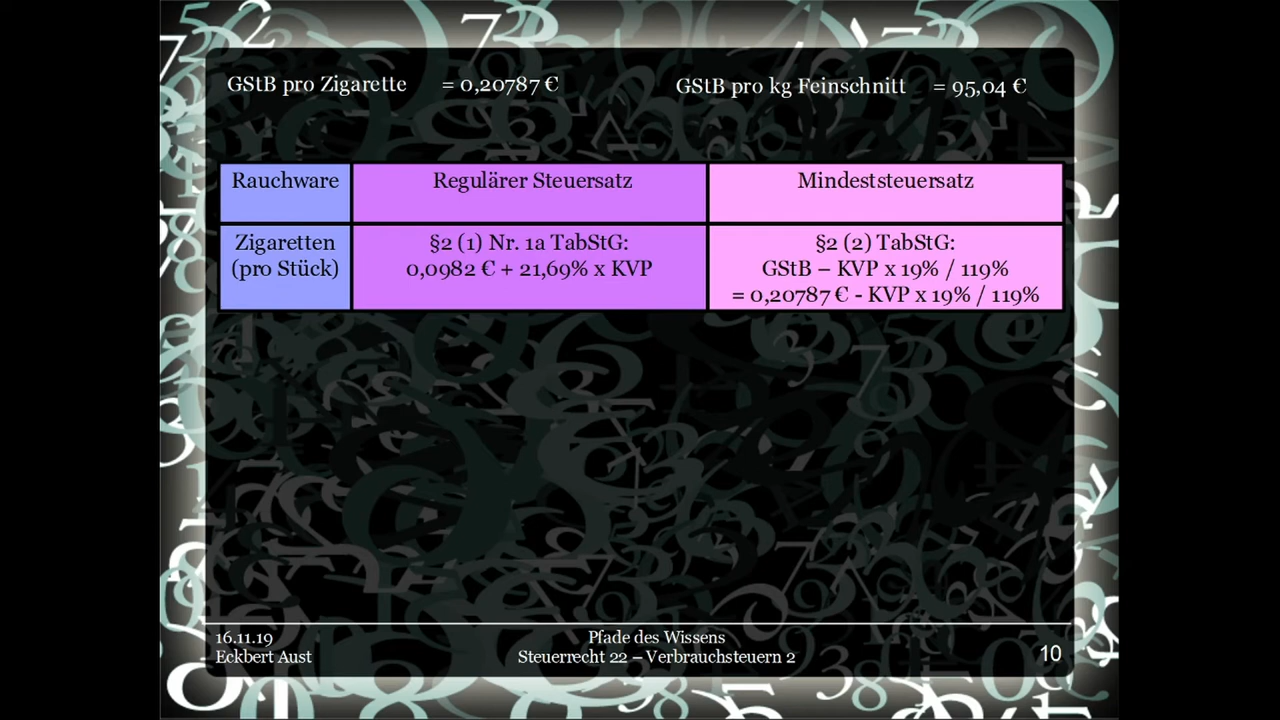 GStB pro Zigarette = 0,20787 €
GStB pro kg Feinschnitt = 95,04 €
Rauchware
Regulärer Steuersatz
Mindeststeuersatz
Zigaretten
(pro Stück)
§2 (1) Nr. 1a TabStG:
0,0982 € + 21,69% x KVP
§2 (2) TabStG:
GStB – KVP x 19% / 119%
= 0,20787 € - KVP x 19% / 119%
16.11.19
Eckbert Aust
Pfade des Wissens
Steuerrecht 22 – Verbrauchsteuern 2
10